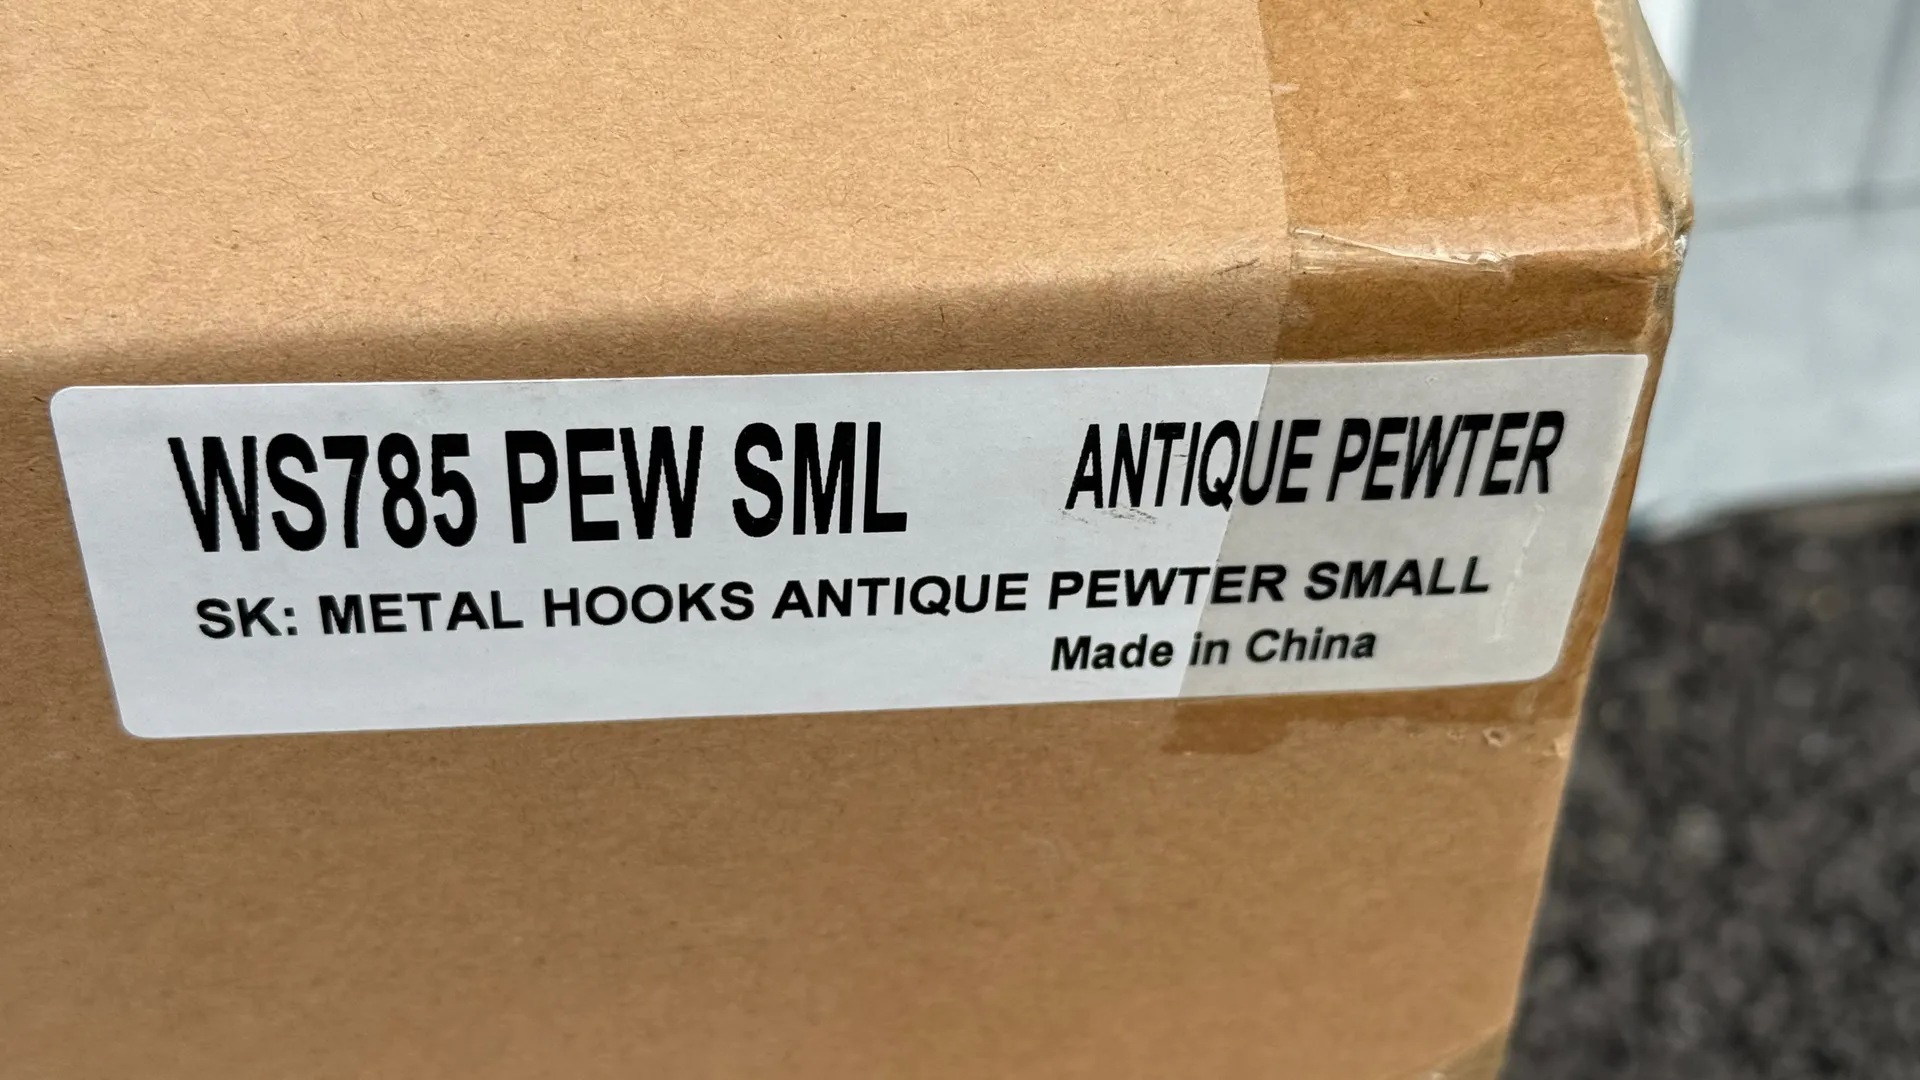 WS785 PEW SML ANTIQUE PEWTER
SK: METAL HOOKS ANTIQUE PEWTER SMALL
Made in China